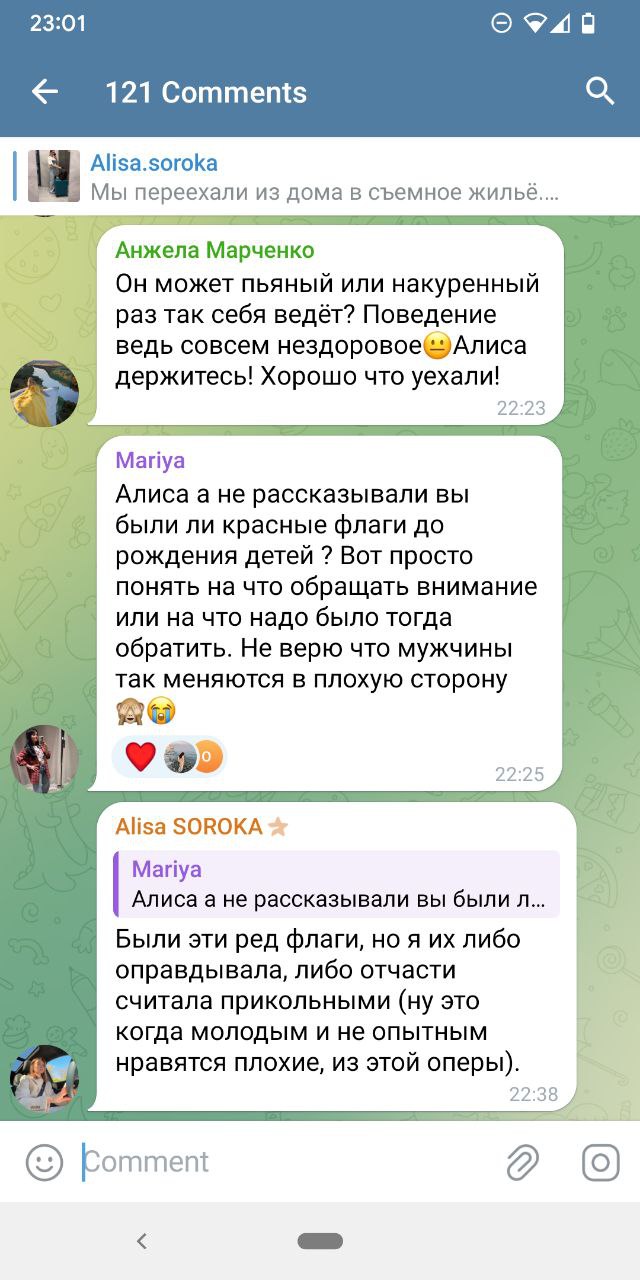 23:01
121 Comments
Alisa.soroka
Мы переехали из дома в съемное жильё....
Анжела Марченко
Он может пьяный или накуренный
раз так себя ведёт? Поведение
ведь совсем нездоровое😐Алиса
держитесь! Хорошо что уехали!
22:23
Mariya
Алиса а не рассказывали вы
были ли красные флаги до
рождения детей ? Вот просто
понять на что обращать внимание
или на что надо было тогда
обратить. Не верю что мужчины
так меняются в плохую сторону
🙈😭
O
22:25
Alisa SOROKA
Mariya
Алиса а не рассказывали вы были л...
Были эти ред флаги, но я их либо
оправдывала, либо отчасти
считала прикольными (ну это
когда молодым и не опытным
нравятся плохие, из этой оперы).
22:38
Comment